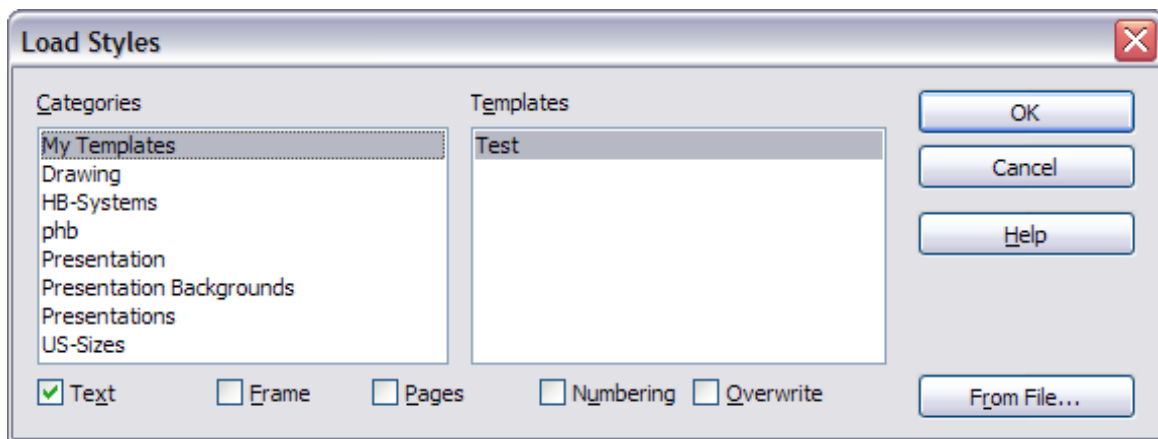 Load Styles
Categories
My Templates
Drawing
HB-Systems
phb
Presentation
Presentation Backgrounds
Presentations
US-Sizes
Templates
Test
OK
Cancel
Help
Text Frame Pages Numbering Overwrite
From File...